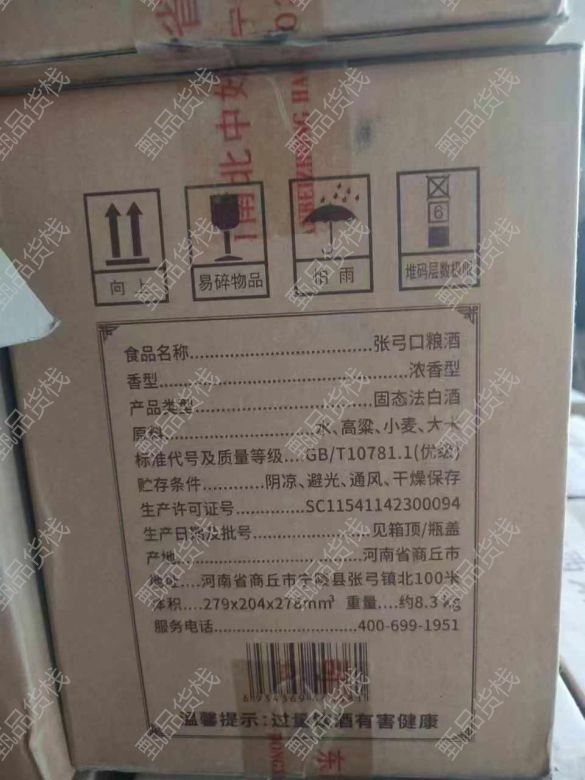 向上
易碎物品
怕雨
6
堆码层数极限
食品名称……张弓口粮酒
香型……浓香型
产品类型……固态法白酒
原料……水、高粱、小麦、大
标准代号及质量等级…GB/T10781.1(优级)
贮存条件…………阴凉、避光、通风、干燥保存
生产许可证号……SC11541142300094
生产日期及批号……见箱顶/瓶盖
产地……河南省商丘市
地址……河南省商丘市宁陵县张弓镇北100米
体积….279x204x278mm³ 重量….约8.3kg
服务电话……400-699-1951
温馨提示:过量饮酒有害健康
甄品货栈